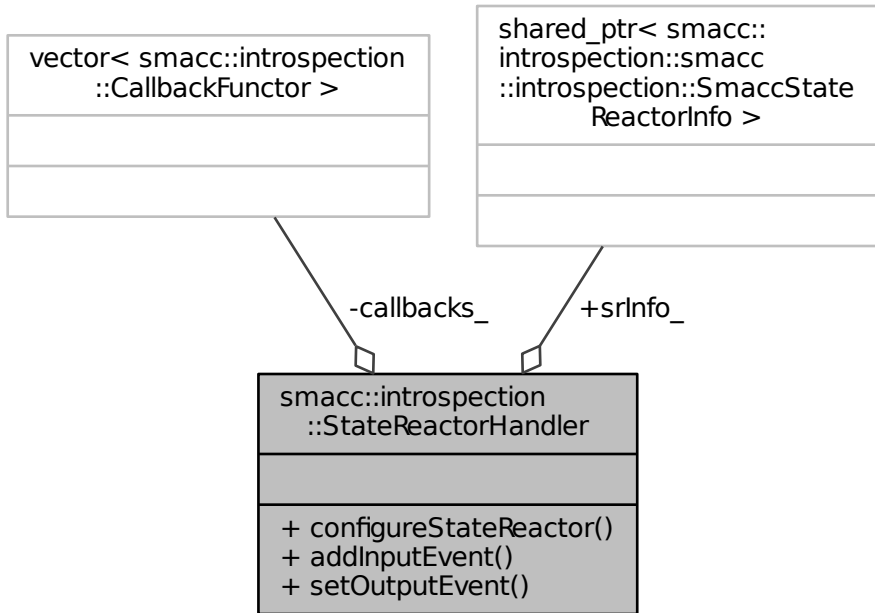 vector< smacc::introspection
::CallbackFunctor >
shared_ptr< smacc::
introspection::smacc
::introspection::SmaccState
ReactorInfo >
-callbacks_
+srInfo_
smacc::introspection
::StateReactorHandler
+ configureStateReactor()
+ addInputEvent()
+ setOutputEvent()